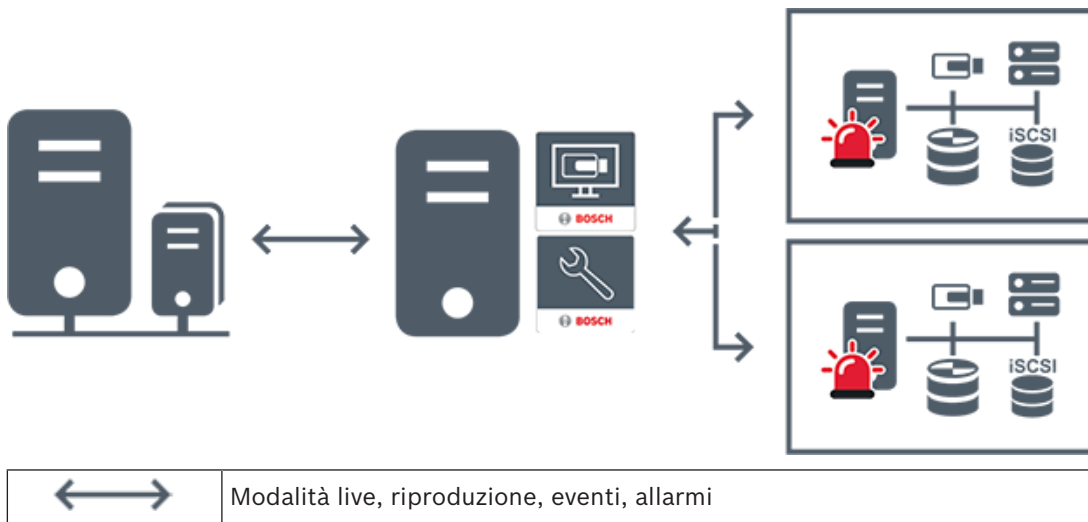 iSCSI
BOSCH
BOSCH
iSCSI
Modalità live, riproduzione, eventi, allarmi